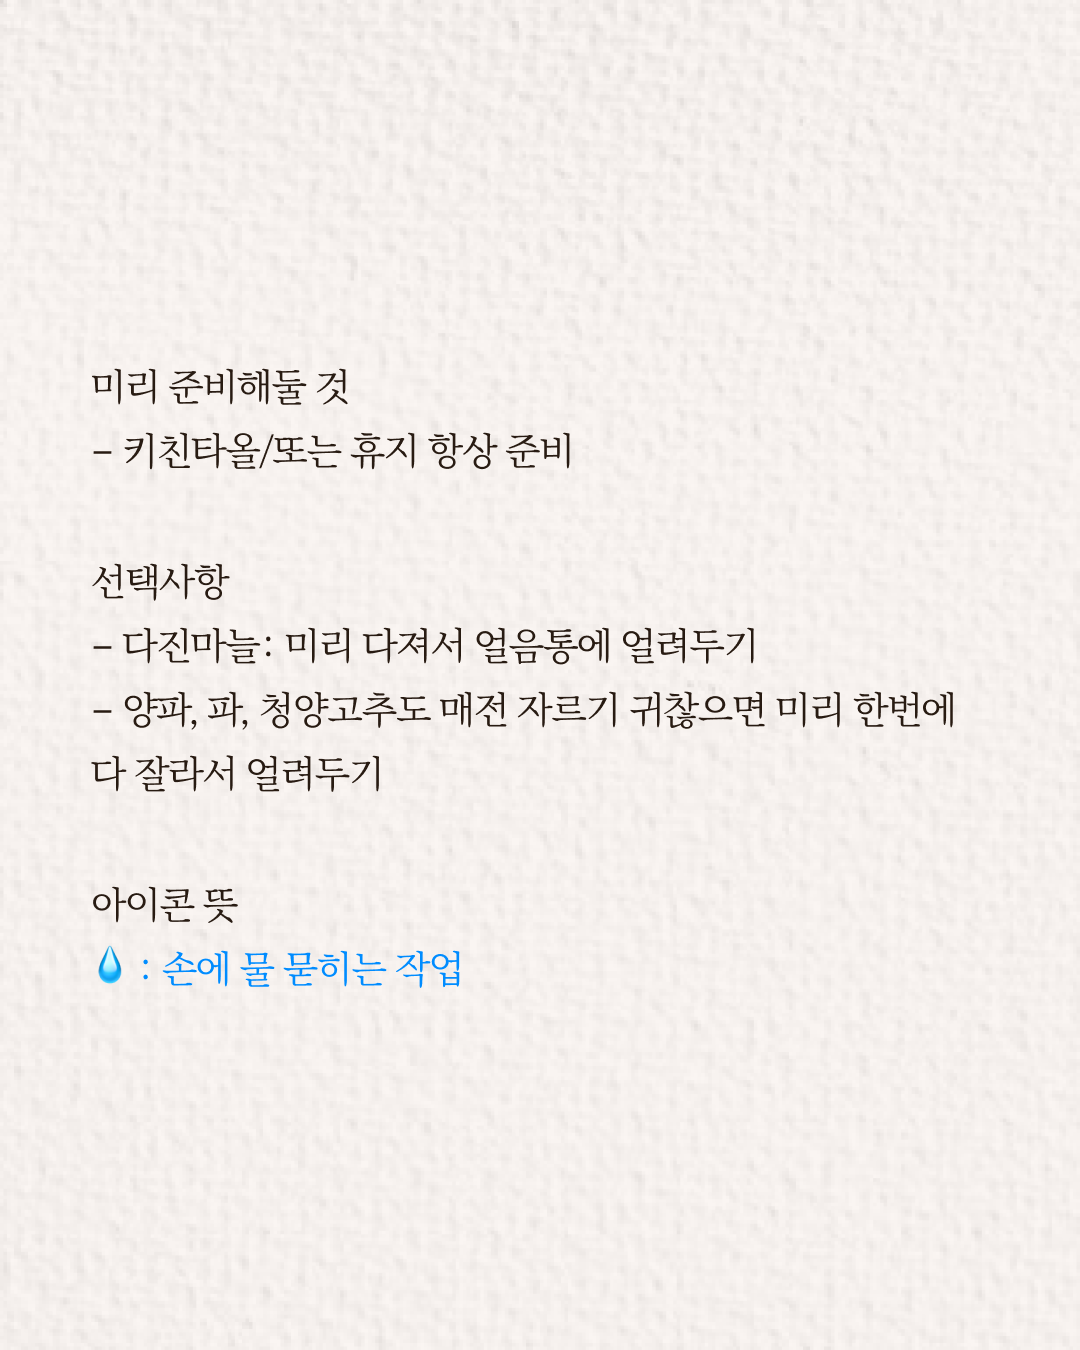 미리 준비해둘 것
– 키친타올/또는 휴지 항상 준비
선택사항
– 다진마늘: 미리 다져서 얼음통에 얼려두기
– 양파, 파, 청양고추도 매전 자르기 귀찮으면 미리 한번에
다 잘라서 얼려두기
아이콘 뜻
💧 : 손에 물 묻히는 작업